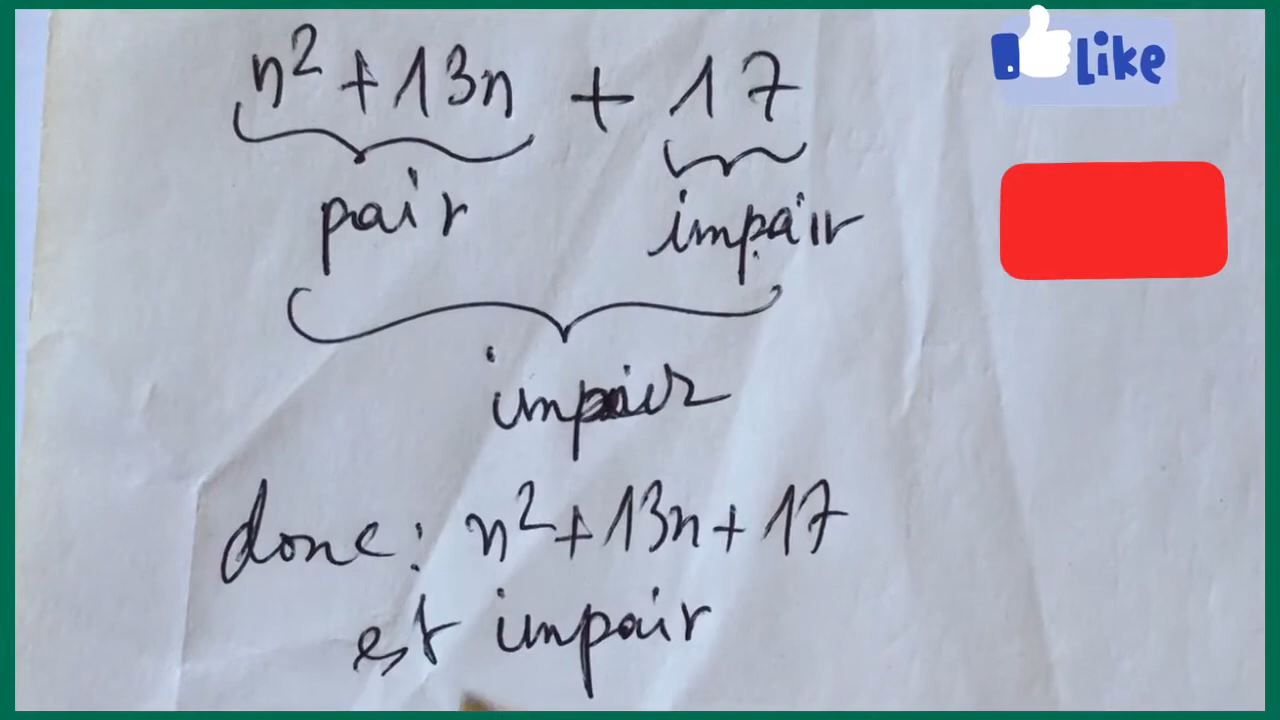 n² + 13n + 17
Like
pair impair
impair
donc: n² + 13n + 17
est impair